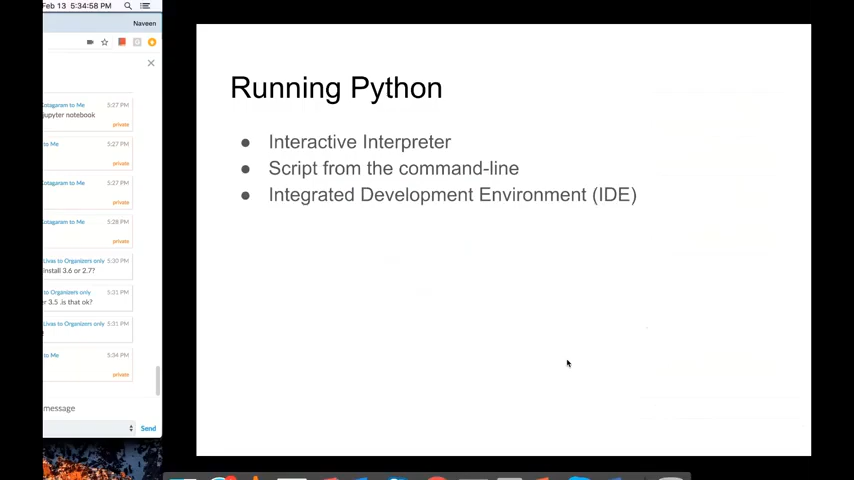 Feb 13 5:34:58 PM
Naveen
Kotagaram to Me 5:27 PM
jupyter notebook
private
to Me 5:27 PM
private
Kotagaram to Me 5:27 PM
private
Kotagaram to Me 5:28 PM
private
Livas to Organizers only 5:30 PM
Install 3.6 or 2.7?
to Organizers only 5:31 PM
r 3.5 .is that ok?
Livas to Organizers only 5:31 PM
to Me 5:34 PM
private
message
Send
Running Python
● Interactive Interpreter
● Script from the command-line
● Integrated Development Environment (IDE)